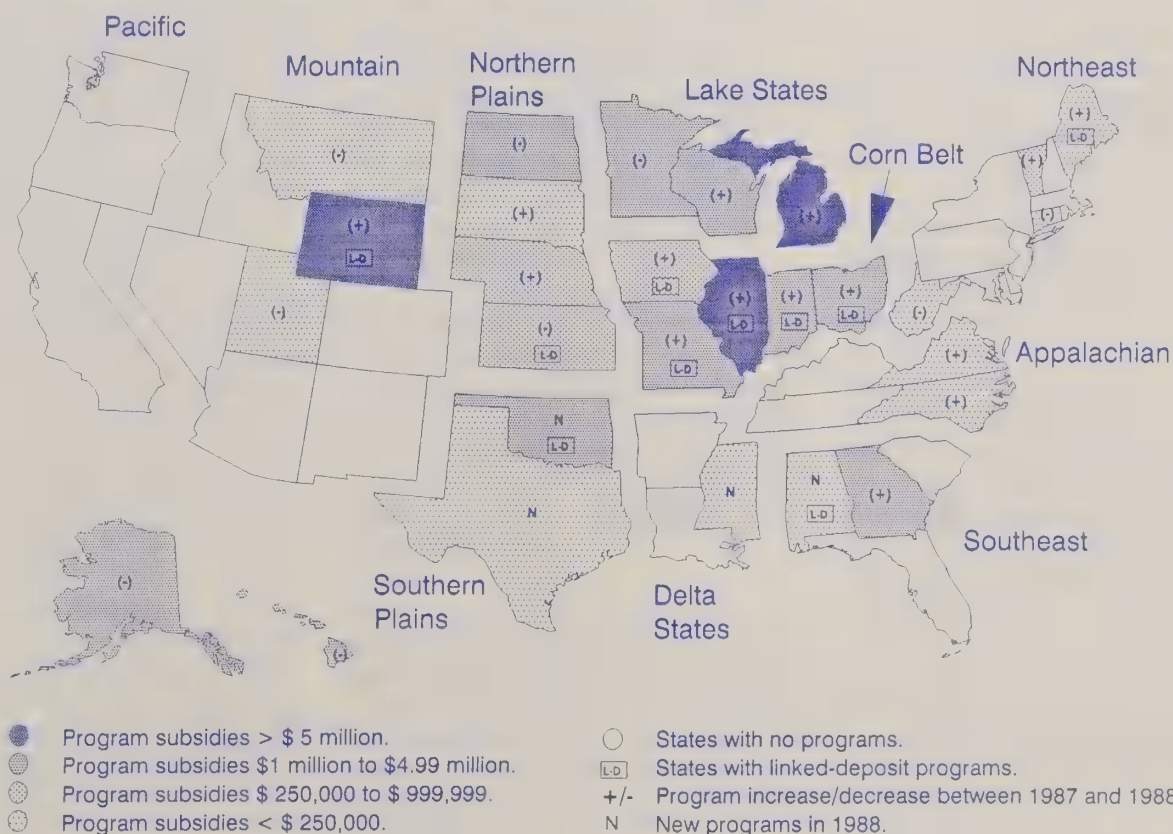 Pacific
Mountain
Northern
Plains
Lake States
Northeast
Corn Belt
(+)
L-D
(+)
(-)
(-)
(-)
(-)
(+)
(+)
(+)
L-D
(+)
(+)
L-D
(+)
L-D
(+)
L-D
(+)
L-D
(-)
(+)
(-)
L-D
(+)
L-D
(-)
Appalachian
(+)
(+)
N
L-D
N
N
N
L-D
(+)
Southeast
(-)
(-)
Southern
Plains
Delta
States
Program subsidies > $ 5 million.
Program subsidies $1 million to $4.99 million.
Program subsidies $ 250,000 to $ 999,999.
Program subsidies < $ 250,000.
States with no programs.
L-D States with linked-deposit programs.
+/- Program increase/decrease between 1987 and 1988
N New programs in 1988.